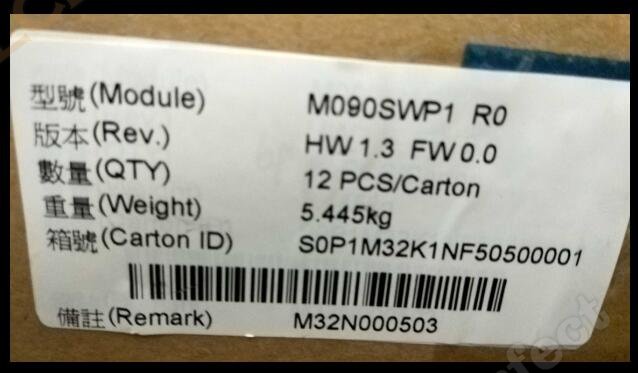 型號(Module) M090SWP1 R0
版本(Rev.) HW 1.3 FW 0.0
數量(QTY) 12 PCS/Carton
重量(Weight) 5.445kg
箱號(Carton ID) S0P1M32K1NF50500001
備註(Remark) M32N000503